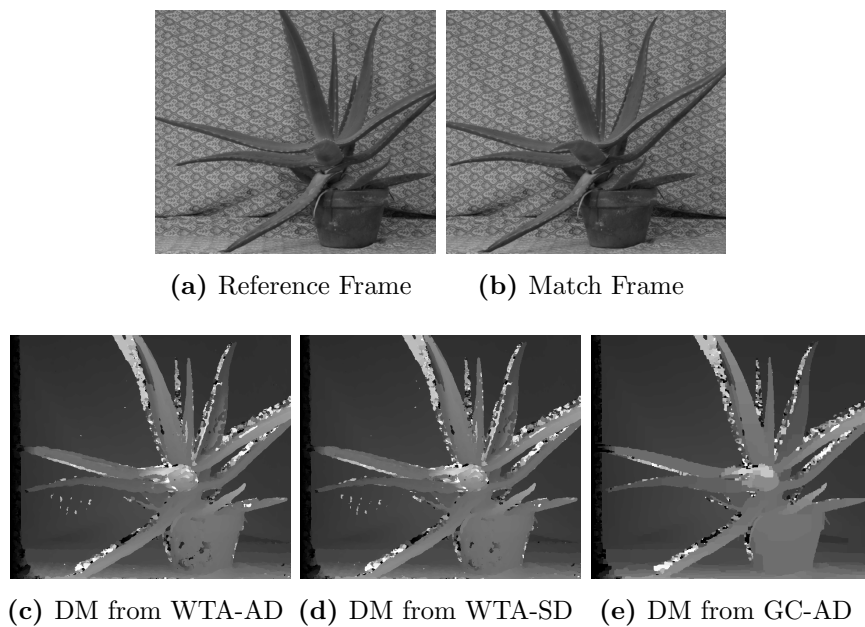 (a) Reference Frame
(b) Match Frame
(c) DM from WTA-AD
(d) DM from WTA-SD
(e) DM from GC-AD